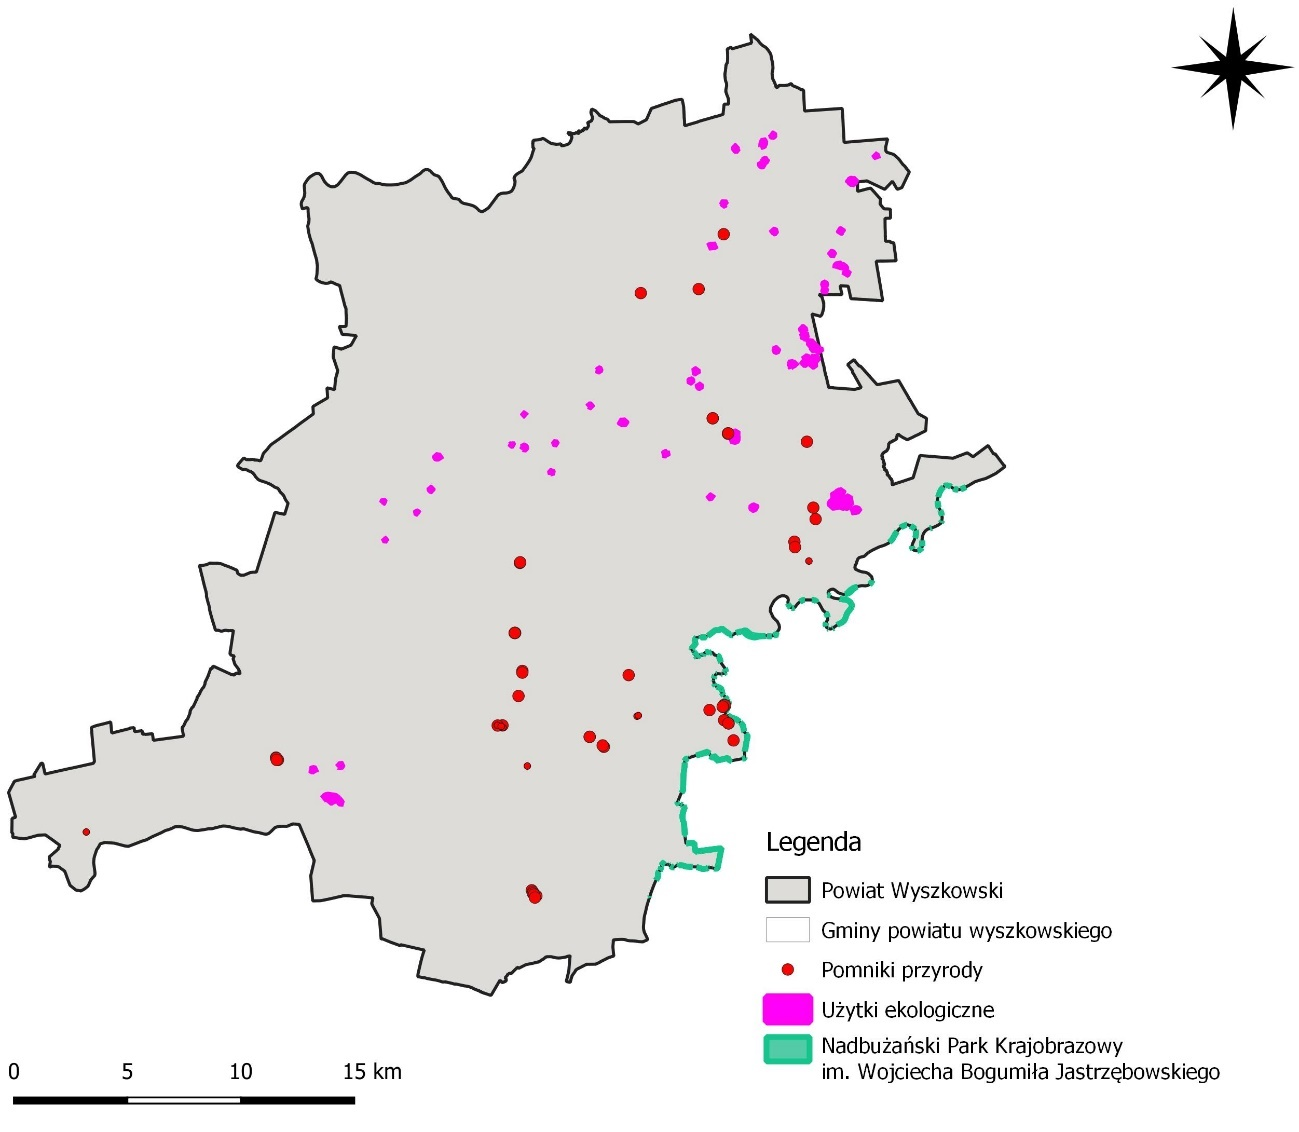 Legenda
Powiat Wyszkowski
Gminy powiatu wyszkowskiego
Pomniki przyrody
Użytki ekologiczne
Nadbużański Park Krajobrazowy
im. Wojciecha Bogumiła Jastrzębowskiego
0 5 10 15 km